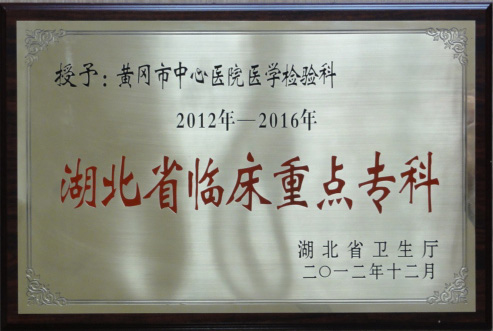 授予：黄冈市中心医院医学检验科
2012年—2016年
湖北省临床重点专科
湖北省卫生厅
二〇一二年十二月